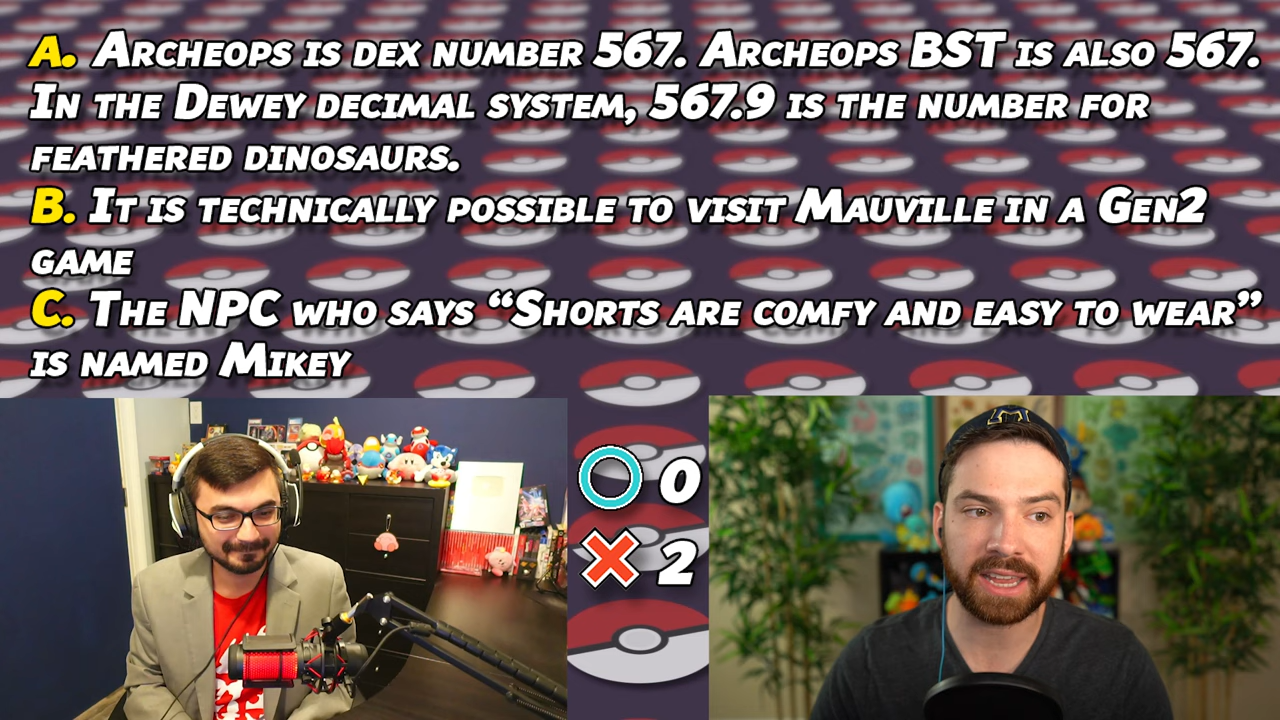 A. Archeops is dex number 567. Archeops BST is also 567.
In the Dewey decimal system, 567.9 is the number for
feathered dinosaurs.
B. It is technically possible to visit Mauville in a Gen2
game
C. The NPC who says “Shorts are comfy and easy to wear”
is named Mikey
0
2